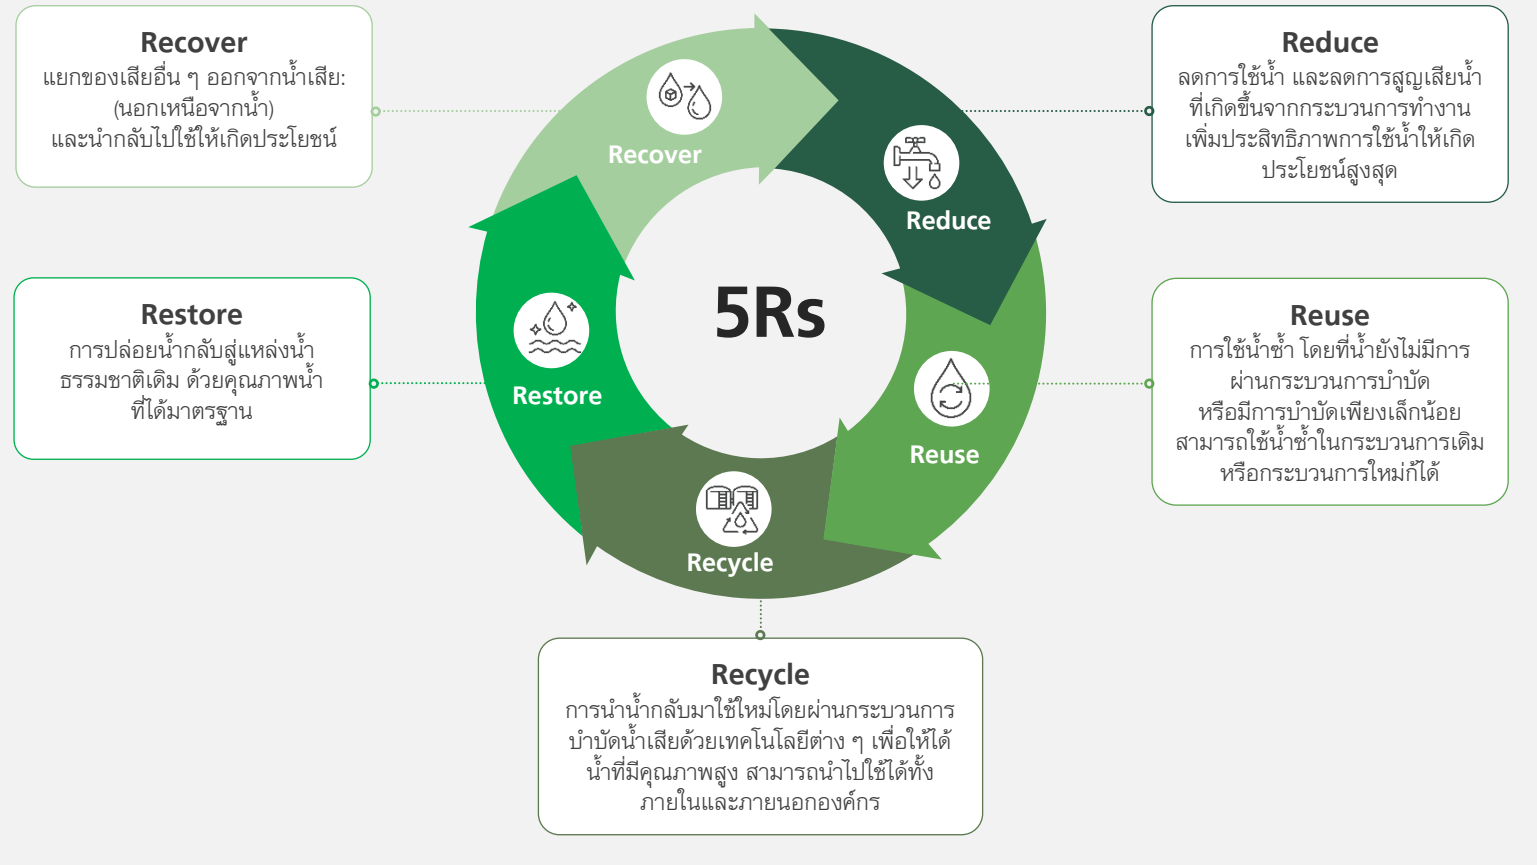 Recover
แยกของเสียอื่น ๆ ออกจากน้ำเสีย:
(นอกเหนือจากน้ำ)
และนำกลับไปใช้ให้เกิดประโยชน์
Reduce
ลดการใช้น้ำ และลดการสูญเสียน้ำ
ที่เกิดขึ้นจากกระบวนการทำงาน
เพิ่มประสิทธิภาพการใช้น้ำให้เกิด
ประโยชน์สูงสุด
Recover
Reduce
5Rs
Restore
การปล่อยน้ำกลับสู่แหล่งน้ำ
ธรรมชาติเดิม ด้วยคุณภาพน้ำ
ที่ได้มาตรฐาน
Reuse
การใช้น้ำซ้ำ โดยที่น้ำยังไม่มีการ
ผ่านกระบวนการบำบัด
หรือมีการบำบัดเพียงเล็กน้อย
สามารถใช้น้ำซ้ำในกระบวนการเดิม
หรือกระบวนการใหม่ก็ได้
Restore
Reuse
Recycle
Recycle
การนำน้ำกลับมาใช้ใหม่โดยผ่านกระบวนการ
บำบัดน้ำเสียด้วยเทคโนโลยีต่าง ๆ เพื่อให้ได้
น้ำที่มีคุณภาพสูง สามารถนำไปใช้ได้ทั้ง
ภายในและภายนอกองค์กร